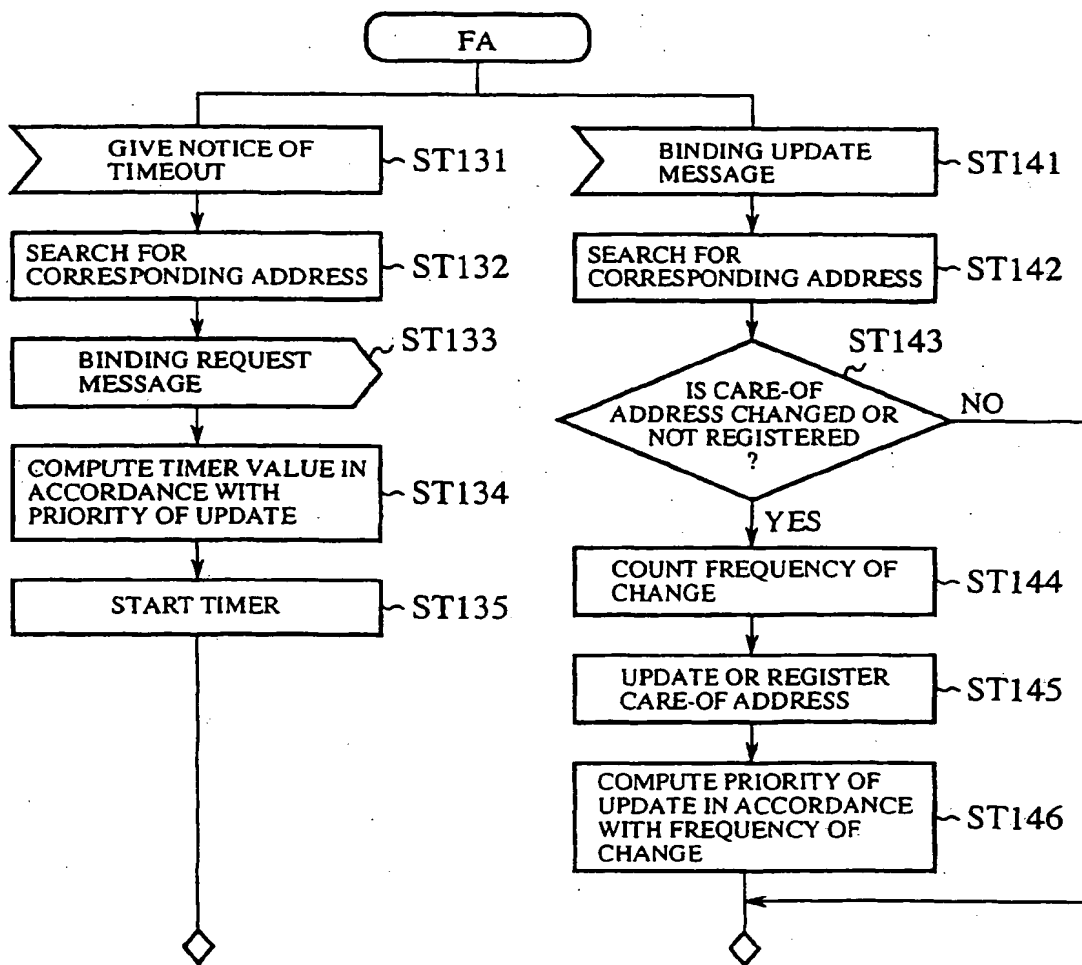 FA
GIVE NOTICE OF
TIMEOUT
ST131
SEARCH FOR
CORRESPONDING ADDRESS
ST132
BINDING REQUEST
MESSAGE
ST133
COMPUTE TIMER VALUE IN
ACCORDANCE WITH
PRIORITY OF UPDATE
ST134
START TIMER
ST135
BINDING UPDATE
MESSAGE
ST141
SEARCH FOR
CORRESPONDING ADDRESS
ST142
ST143
IS CARE-OF
ADDRESS CHANGED OR
NOT REGISTERED
?
NO
YES
COUNT FREQUENCY OF
CHANGE
ST144
UPDATE OR REGISTER
CARE-OF ADDRESS
ST145
COMPUTE PRIORITY OF
UPDATE IN ACCORDANCE
WITH FREQUENCY OF
CHANGE
ST146